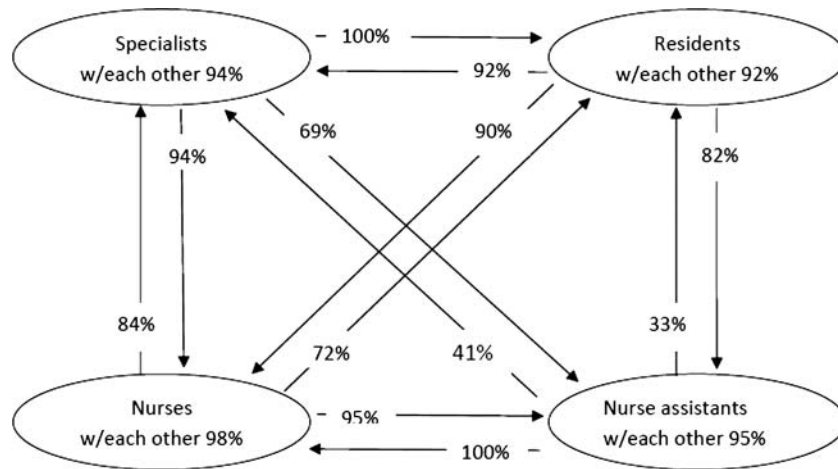 Specialists
w/each other 94%
100%
Residents
w/each other 92%
92%
94%
69%
90%
82%
84%
72%
41%
33%
Nurses
w/each other 98%
95%
Nurse assistants
w/each other 95%
100%